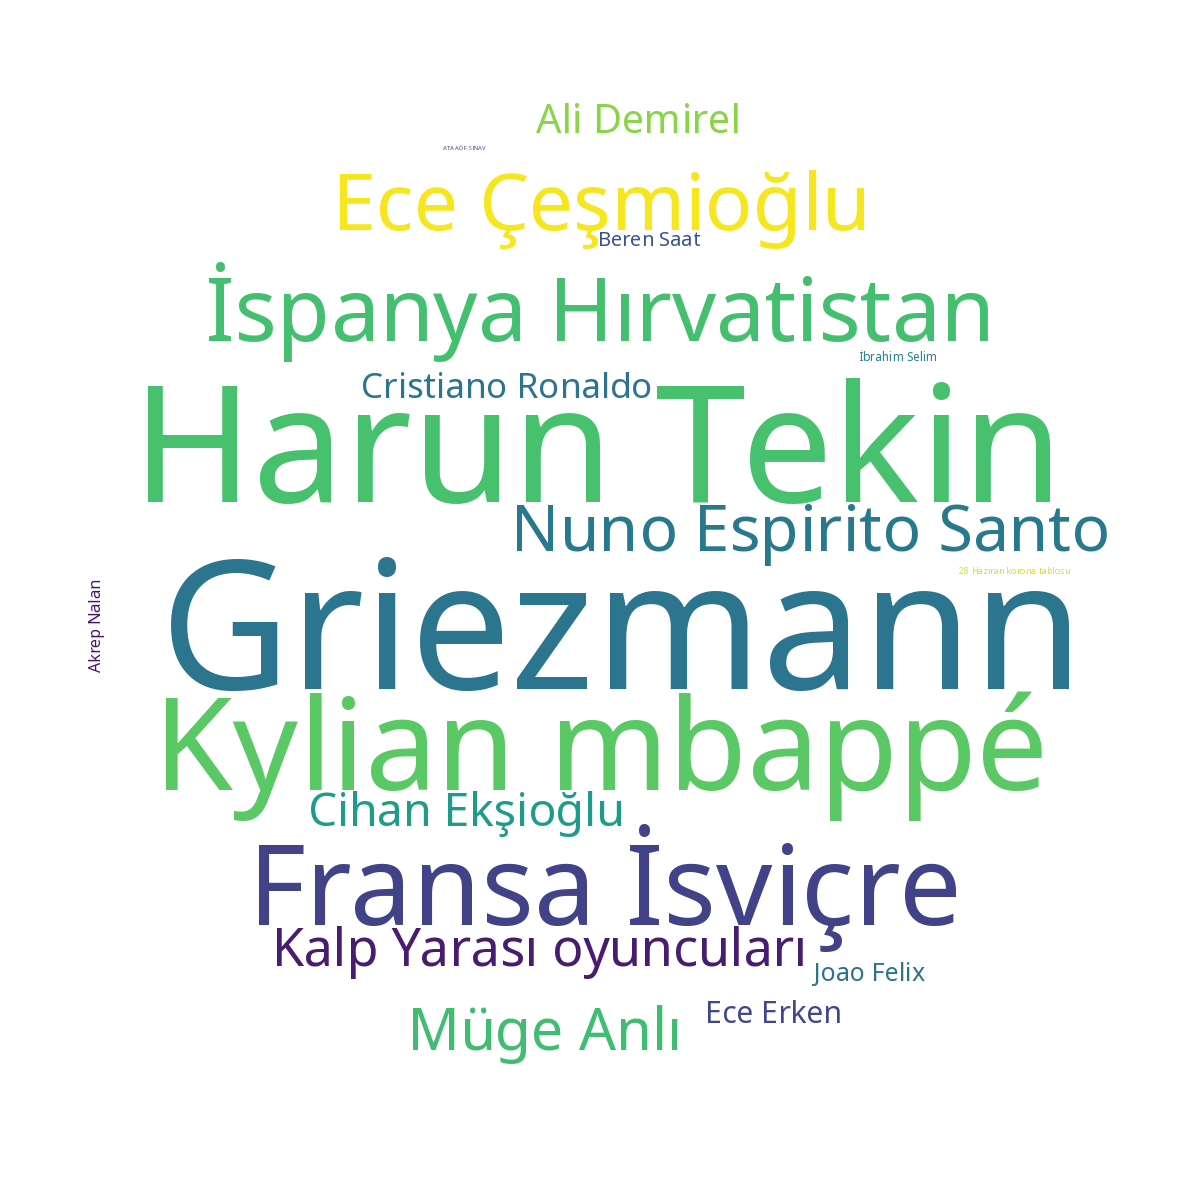 Ali Demirel
ATA AÖF SINAV
Ece Çeşmioğlu
Beren Saat
İspanya Hırvatistan
İbrahim Selim
Cristiano Ronaldo
Harun Tekin
Nuno Espirito Santo
28 Haziran korona tablosu
Akrep Nalan
Griezmann
Kylian mbappé
Cihan Ekşioğlu
Fransa İsviçre
Kalp Yarası oyuncuları
Joao Felix
Ece Erken
Müge Anlı